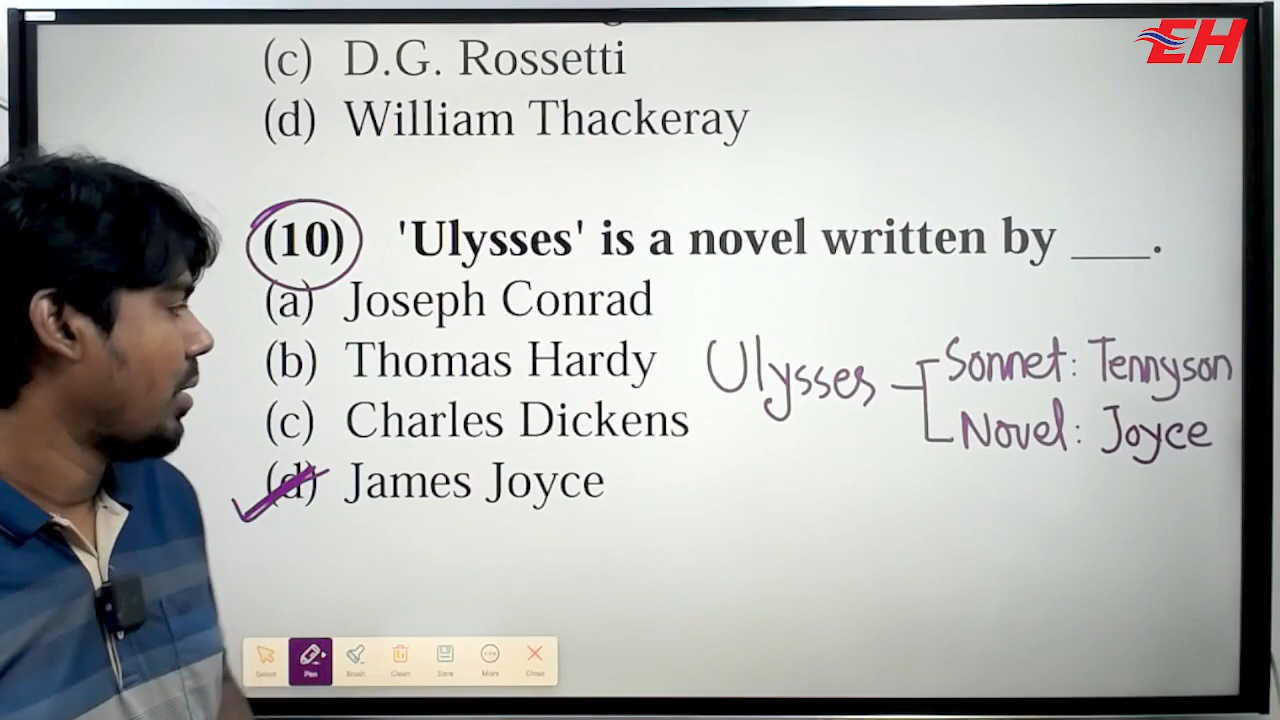 EH
(c) D.G. Rossetti
(d) William Thackeray
(10) 'Ulysses' is a novel written by ___.
(a) Joseph Conrad
(b) Thomas Hardy
(c) Charles Dickens
(d) James Joyce
Ulysses
Sonnet: Tennyson
Novel: Joyce
Select Pen Brush Clean Save More Close